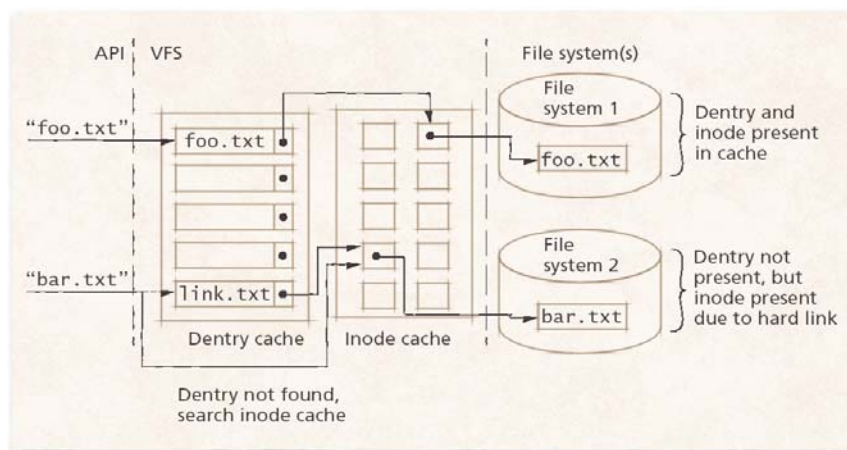 API
VFS
File system(s)
“foo.txt”
foo.txt
link.txt
“bar.txt”
Dentry cache
Inode cache
Dentry not found,
search inode cache
File
system 1
foo.txt
Dentry and
inode present
in cache
File
system 2
bar.txt
Dentry not
present, but
inode present
due to hard link